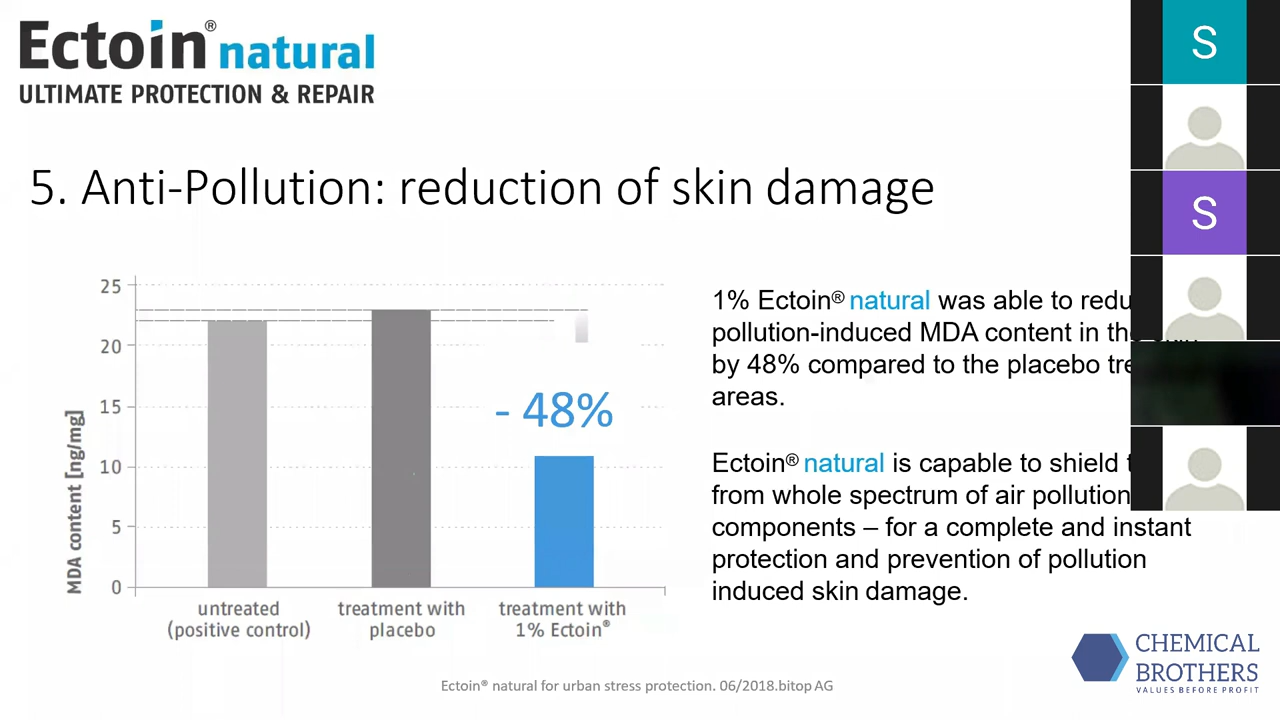 Ectoin® natural
ULTIMATE PROTECTION & REPAIR
5. Anti-Pollution: reduction of skin damage
MDA content [ng/mg]
25
20
15
10
5
0
- 48%
untreated
(positive control)
treatment with
placebo
treatment with
1% Ectoin®
1% Ectoin® natural was able to
pollution-induced MDA content in
by 48% compared to the placebo
areas.
Ectoin® natural is capable to shield
from whole spectrum of air pollution
components – for a complete and instant
protection and prevention of pollution
induced skin damage.
S
S
Ectoin® natural for urban stress protection. 06/2018.bitop AG
CHEMICAL
BROTHERS
VALUES BEFORE PROFIT